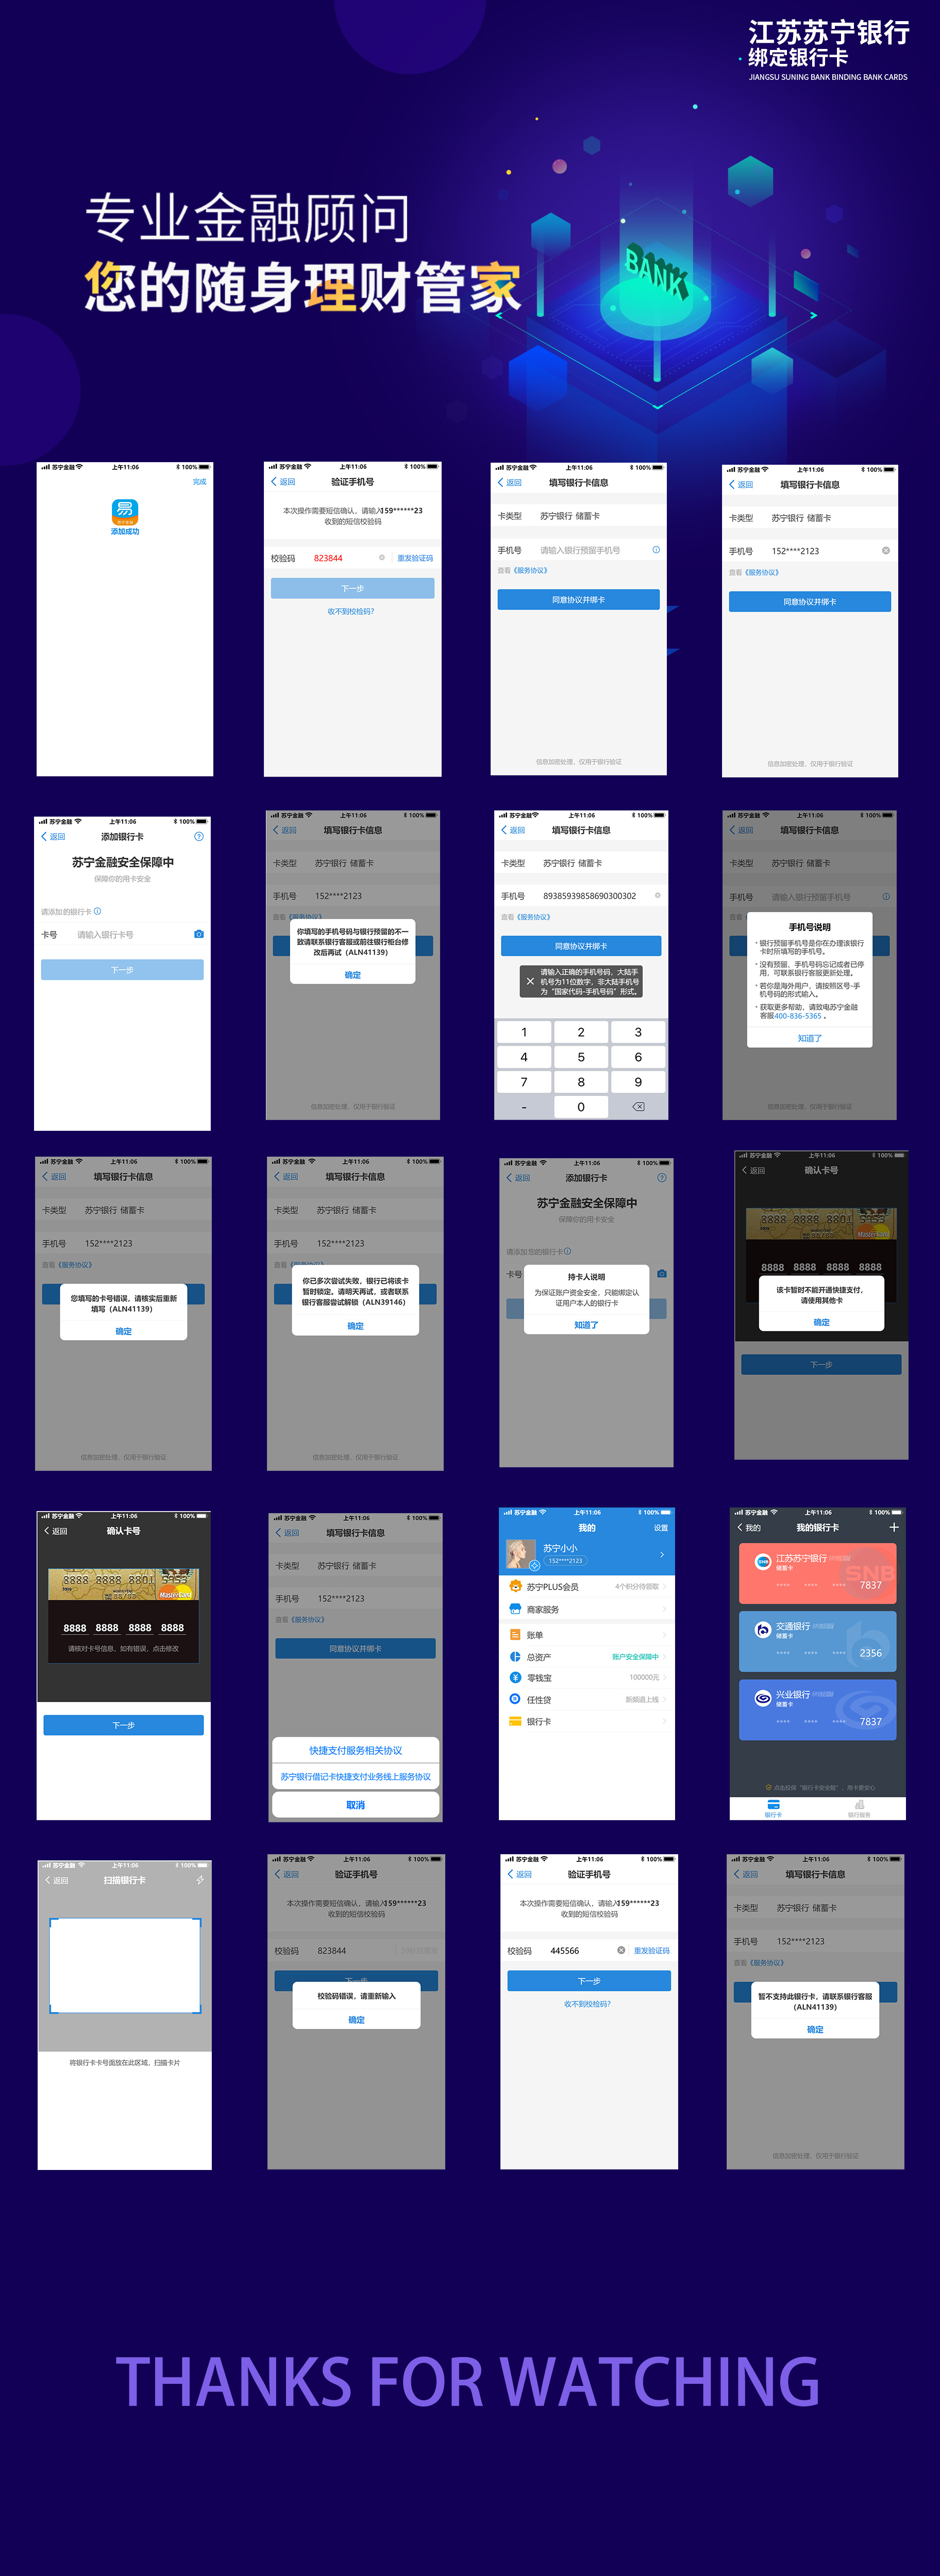 江苏苏宁银行
绑定银行卡
JIANGSU SUNING BANK BINDING BANK CARDS
专业金融顾问
您的随身理财管家
BANK
苏宁金融 上午11:06 100%
完成
易
添加成功
苏宁金融 上午11:06 100%
返回 验证手机号
本次操作需要短信确认，请输入159******23
收到的短信校验码
校验码 823844 重发验证码
下一步
收不到校检码?
苏宁金融 上午11:06 100%
返回 填写银行卡信息
卡类型 苏宁银行 储蓄卡
手机号 请输入银行预留手机号
查看《服务协议》
同意协议并绑卡
信息加密处理，仅用于银行验证
苏宁金融 上午11:06 100%
返回 填写银行卡信息
卡类型 苏宁银行 储蓄卡
手机号 152****2123
查看《服务协议》
同意协议并绑卡
信息加密处理，仅用于银行验证
苏宁金融 上午11:06 100%
返回 添加银行卡
苏宁金融安全保障中
保障你的用卡安全
请添加的银行卡
卡号 请输入银行卡号
下一步
苏宁金融 上午11:06 100%
返回 填写银行卡信息
卡类型 苏宁银行 储蓄卡
手机号 152****2123
查看《服务协议》
你填写的手机号码与银行预留的不一
致请联系银行客服或前往银行柜台修
改后再试（ALN41139）
确定
信息加密处理，仅用于银行验证
苏宁金融 上午11:06 100%
返回 填写银行卡信息
卡类型 苏宁银行 储蓄卡
手机号 89385939858690300302
查看《服务协议》
同意协议并绑卡
请输入正确的手机号码，大陆手
机号为11位数字，非大陆手机号
为“国家代码-手机号码”形式。
1 2 3
4 5 6
7 8 9
- 0
苏宁金融 上午11:06 100%
返回 填写银行卡信息
卡类型 苏宁银行 储蓄卡
手机号 请输入银行预留手机号
手机号说明
银行预留手机号是你在办理该银行
卡时所填写的手机号。
没有预留、手机号码忘记或者已停
用，可联系银行客服更新处理。
若你是海外用户，请按照区号-手
机号码的形式输入。
获取更多帮助，请致电苏宁金融
客服400-836-5365 。
知道了
信息加密处理，仅用于银行验证
苏宁金融 上午11:06 100%
返回 填写银行卡信息
卡类型 苏宁银行 储蓄卡
手机号 152****2123
查看《服务协议》
您填写的卡号错误，请核实后重新
填写（ALN41139）
确定
信息加密处理，仅用于银行验证
苏宁金融 上午11:06 100%
返回 填写银行卡信息
卡类型 苏宁银行 储蓄卡
手机号 152****2123
查看《服务协议》
你已多次尝试失败，银行已将该卡
暂时锁定。请明天再试，或者联系
银行客服尝试解锁（ALN39146）
确定
信息加密处理，仅用于银行验证
苏宁金融 上午11:06 100%
返回 添加银行卡
苏宁金融安全保障中
保障你的用卡安全
请添加您的银行卡
卡号
持卡人说明
为保证账户资金安全，只能绑定认
证用户本人的银行卡
知道了
苏宁金融 上午11:06 100%
返回 确认卡号
8888 8888 8801 5353
MasterCard
8888 8888 8888 8888
该卡暂时不能开通快捷支付，
请使用其他卡
确定
下一步
苏宁金融 上午11:06 100%
返回 确认卡号
8888 8888 8801 5353
MasterCard
8888 8888 8888 8888
请核对卡号信息，如有错误，点击修改
下一步
苏宁金融 上午11:06 100%
返回 填写银行卡信息
卡类型 苏宁银行 储蓄卡
手机号 152****2123
查看《服务协议》
同意协议并绑卡
快捷支付服务相关协议
苏宁银行借记卡快捷支付业务线上服务协议
取消
苏宁金融 上午11:06 100%
我的 设置
苏宁小小
152****2123
苏宁PLUS会员 4个积分待领取
商家服务
账单
总资产 账户安全保障中
零钱宝 100000元
任性贷 新频道上线
银行卡
苏宁金融 上午11:06 100%
我的 我的银行卡
SNB 江苏苏宁银行
储蓄卡
SNB
**** **** **** 7837
交通银行
储蓄卡
**** **** **** 2356
兴业银行
储蓄卡
**** **** **** 7837
点击投保“银行卡安全险”，用卡更安心
银行卡 银行服务
苏宁金融 上午11:06 100%
返回 扫描银行卡
将银行卡卡号面放在此区域，扫描卡片
苏宁金融 上午11:06 100%
返回 验证手机号
本次操作需要短信确认，请输入159******23
收到的短信校验码
校验码 823844
下一步
校验码错误，请重新输入
确定
苏宁金融 上午11:06 100%
返回 验证手机号
本次操作需要短信确认，请输入159******23
收到的短信校验码
校验码 445566 重发验证码
下一步
收不到校检码?
苏宁金融 上午11:06 100%
返回 填写银行卡信息
卡类型 苏宁银行 储蓄卡
手机号 152****2123
查看《服务协议》
暂不支持此银行卡，请联系银行客服
（ALN41139）
确定
信息加密处理，仅用于银行验证
THANKS FOR WATCHING